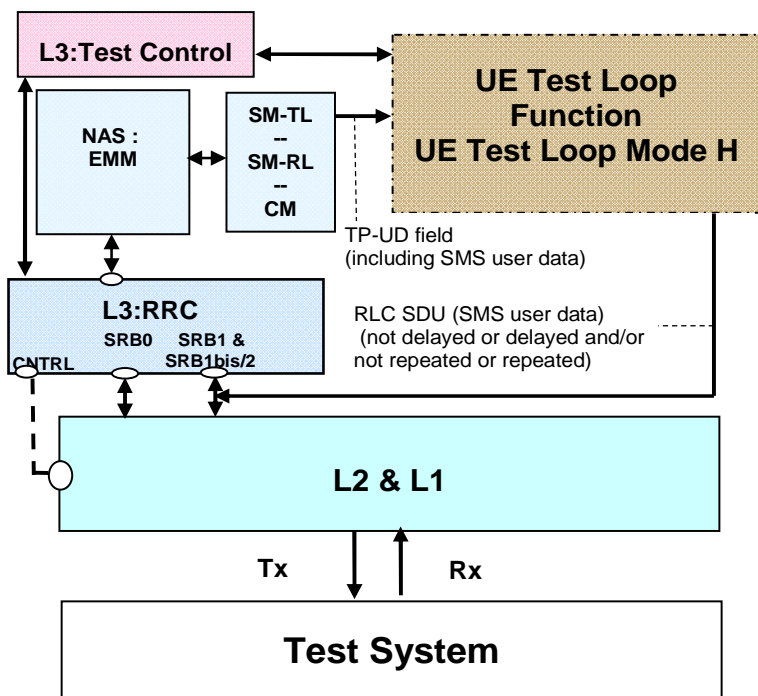 L3:Test Control
UE Test Loop
Function
UE Test Loop Mode H
NAS :
EMM
SM-TL
--
SM-RL
--
CM
TP-UD field
(including SMS user data)
L3:RRC
SRB0
SRB1 &
SRB1bis/2
CNTRL
RLC SDU (SMS user data)
(not delayed or delayed and/or
not repeated or repeated)
L2 & L1
Tx
Rx
Test System